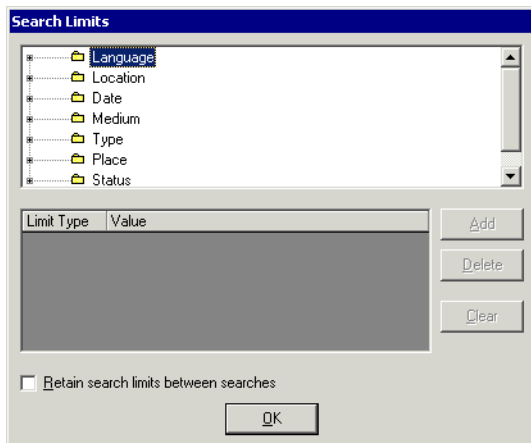 Search Limits
Language
Location
Date
Medium
Type
Place
Status
Limit Type Value
Add
Delete
Clear
Retain search limits between searches
OK